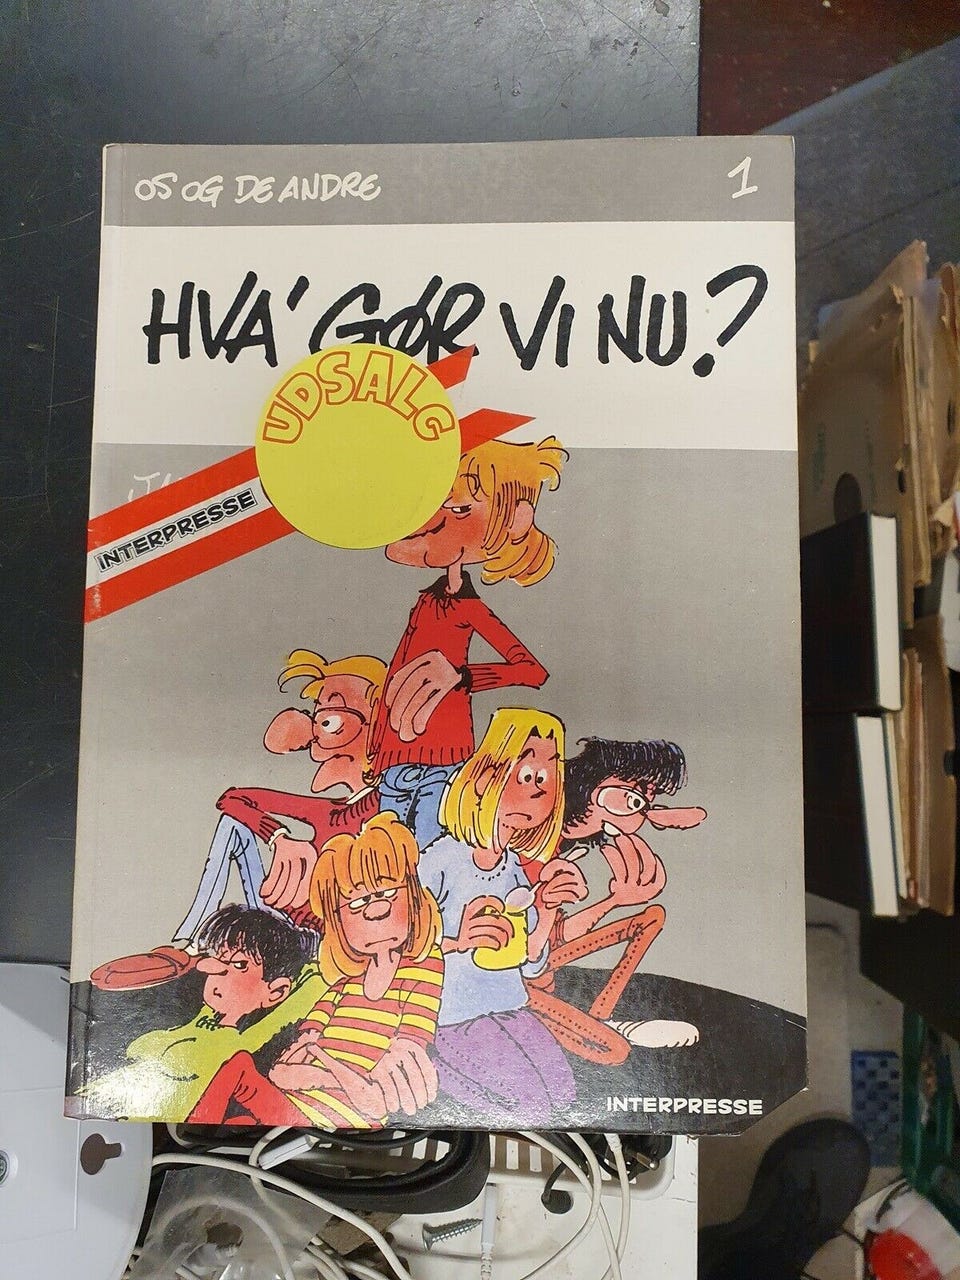 OS OG DE ANDRE
1
HVA' GØR VI NU?
UDSALG
INTERPRESSE
INTERPRESSE